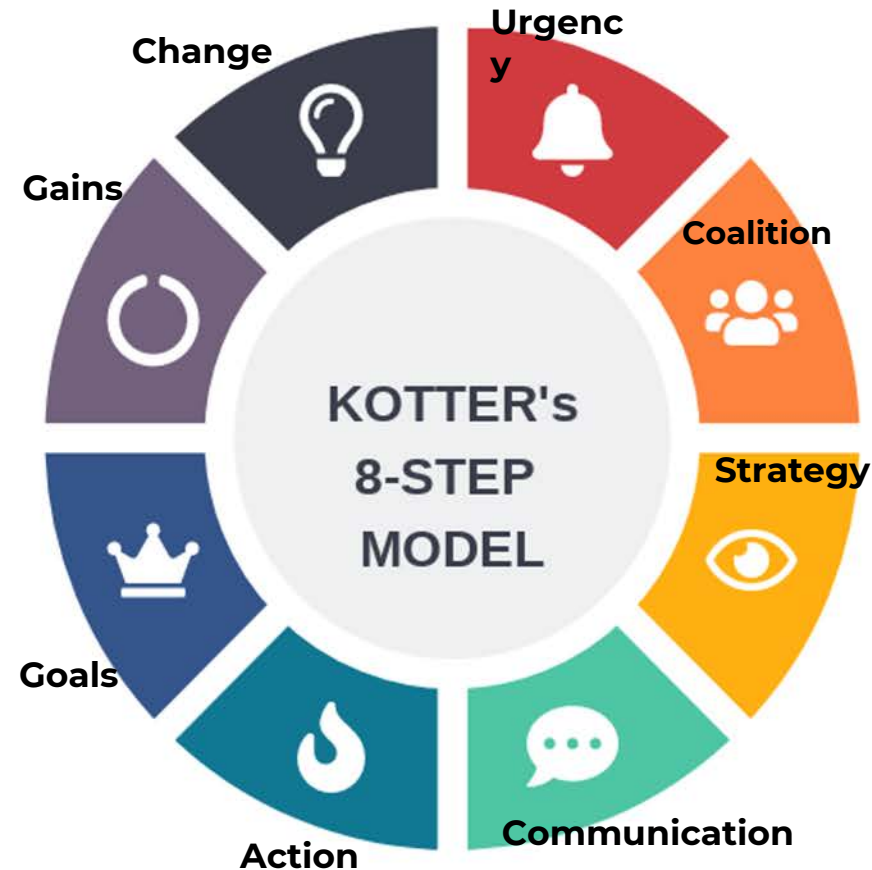 Urgenc
y
Change
Gains
Coalition
KOTTER's
8-STEP
MODEL
Strategy
Goals
Communication
Action